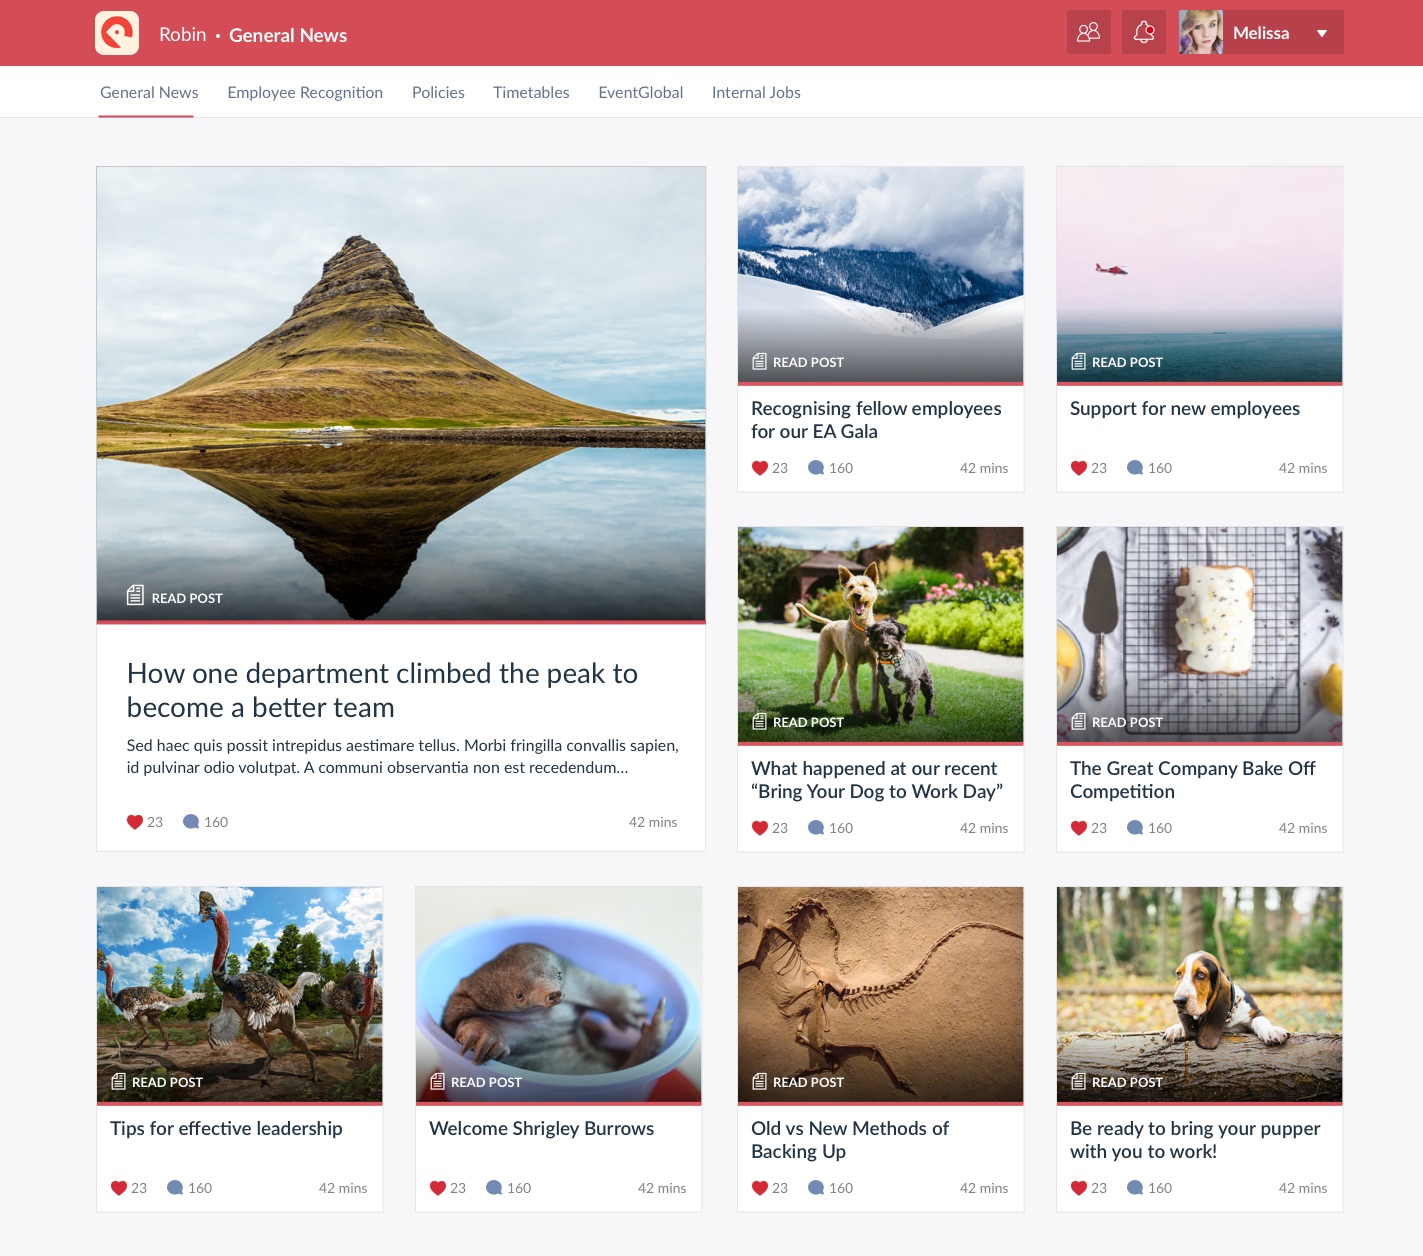 Robin • General News
Melissa
General News
Employee Recognition
Policies
Timetables
EventGlobal
Internal Jobs
READ POST
How one department climbed the peak to
become a better team
Sed haec quis possit intrepidus aestimare tellus. Morbi fringilla convallis sapien,
id pulvinar odio volutpat. A communi observantia non est recedendum...
23
160
42 mins
READ POST
Recognising fellow employees
for our EA Gala
23
160
42 mins
READ POST
Support for new employees
23
160
42 mins
READ POST
What happened at our recent
“Bring Your Dog to Work Day”
23
160
42 mins
READ POST
The Great Company Bake Off
Competition
23
160
42 mins
READ POST
Tips for effective leadership
23
160
42 mins
READ POST
Welcome Shrigley Burrows
23
160
42 mins
READ POST
Old vs New Methods of
Backing Up
23
160
42 mins
READ POST
Be ready to bring your pupper
with you to work!
23
160
42 mins